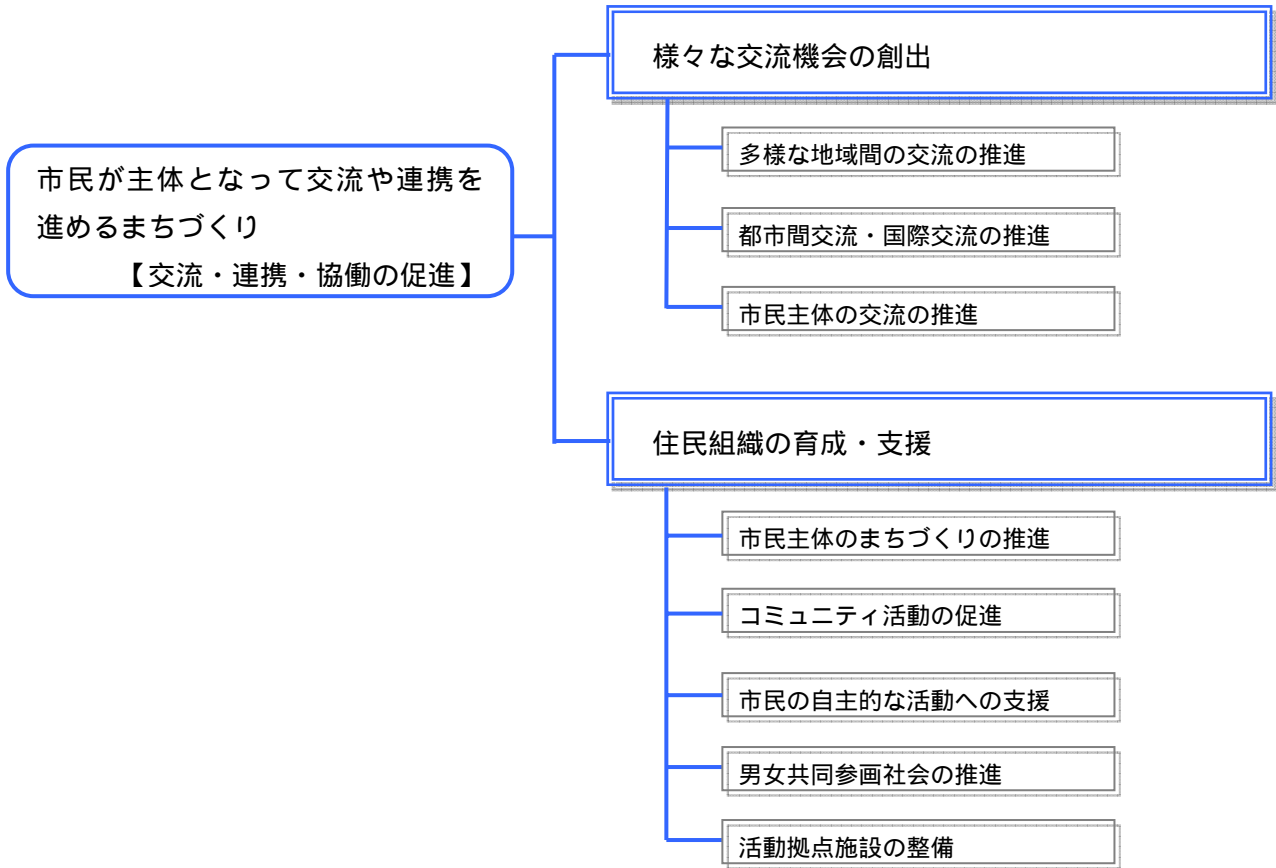 市民が主体となって交流や連携を
進めるまちづくり
【交流・連携・協働の促進】
様々な交流機会の創出
多様な地域間の交流の推進
都市間交流・国際交流の推進
市民主体の交流の推進
住民組織の育成・支援
市民主体のまちづくりの推進
コミュニティ活動の促進
市民の自主的な活動への支援
男女共同参画社会の推進
活動拠点施設の整備